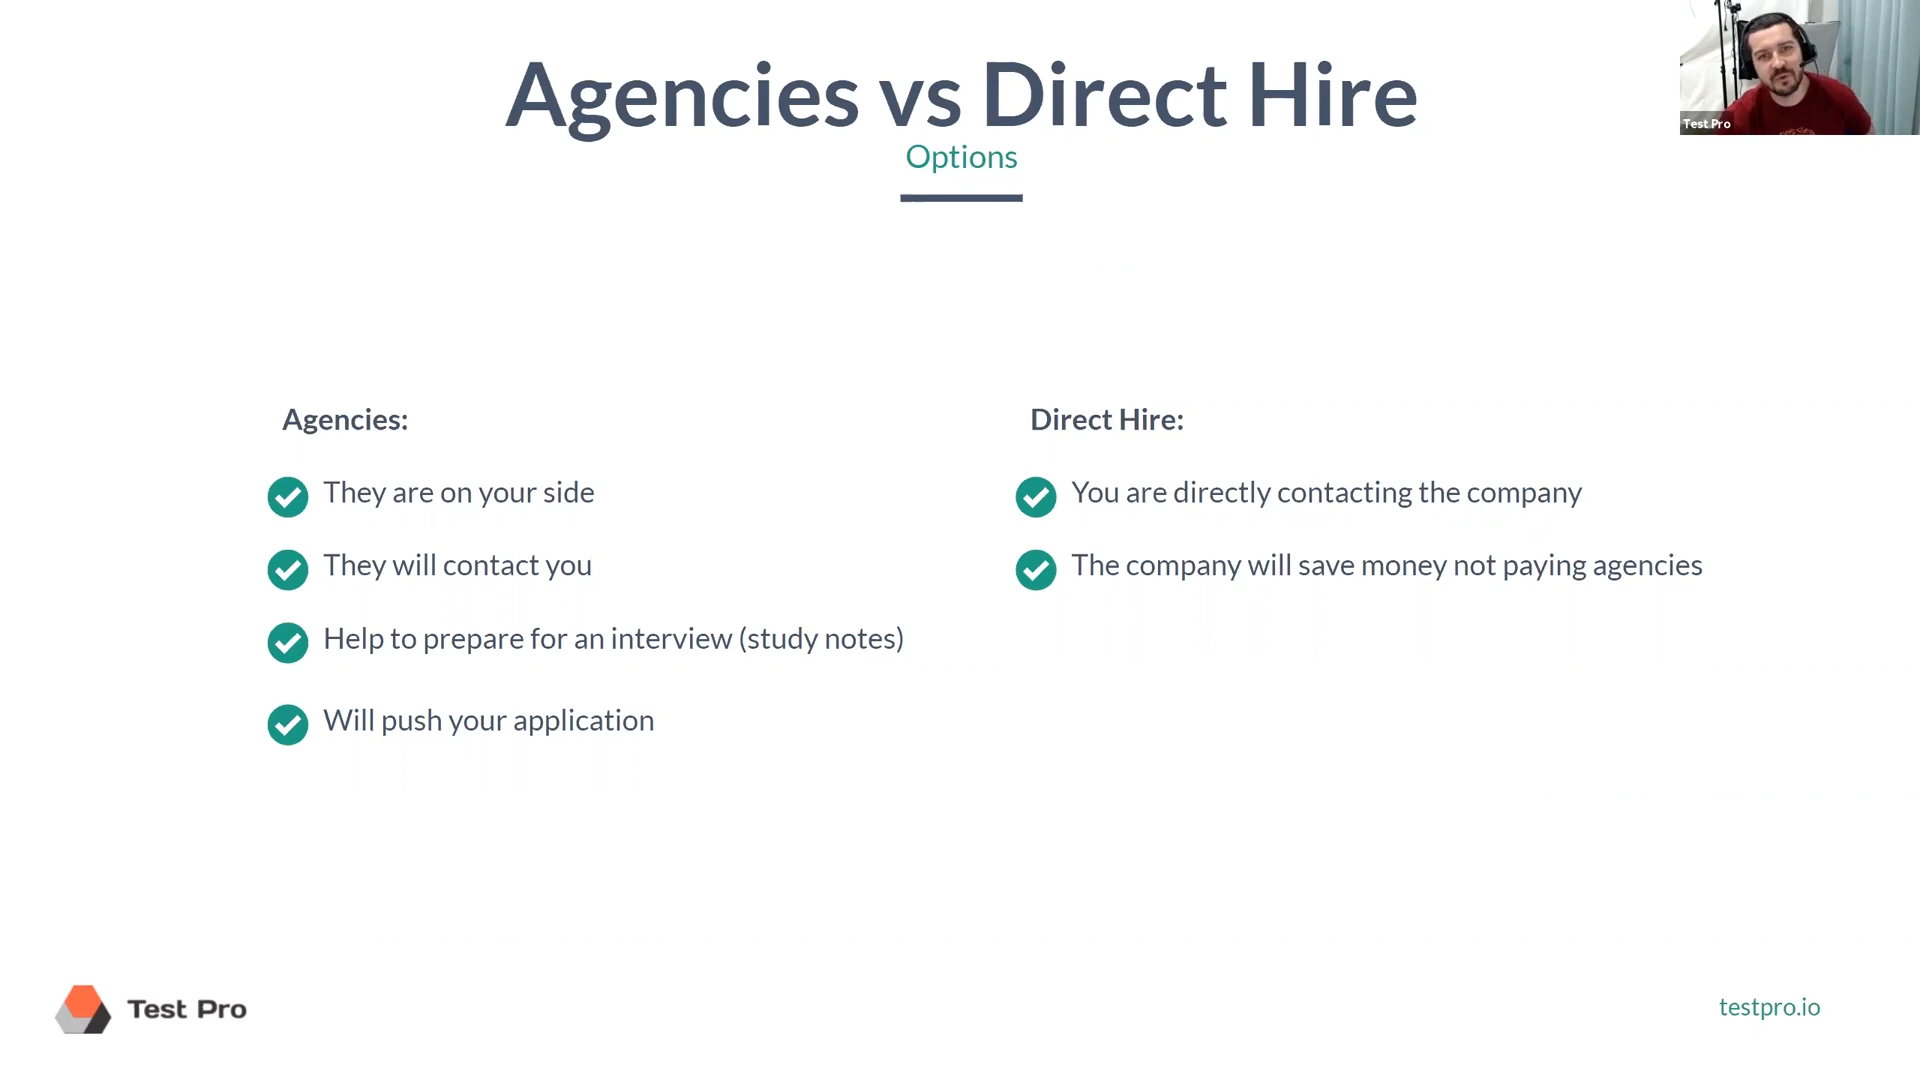 Agencies vs Direct Hire
Options
Test Pro
Agencies:
They are on your side
They will contact you
Help to prepare for an interview (study notes)
Will push your application
Direct Hire:
You are directly contacting the company
The company will save money not paying agencies
Test Pro
testpro.io